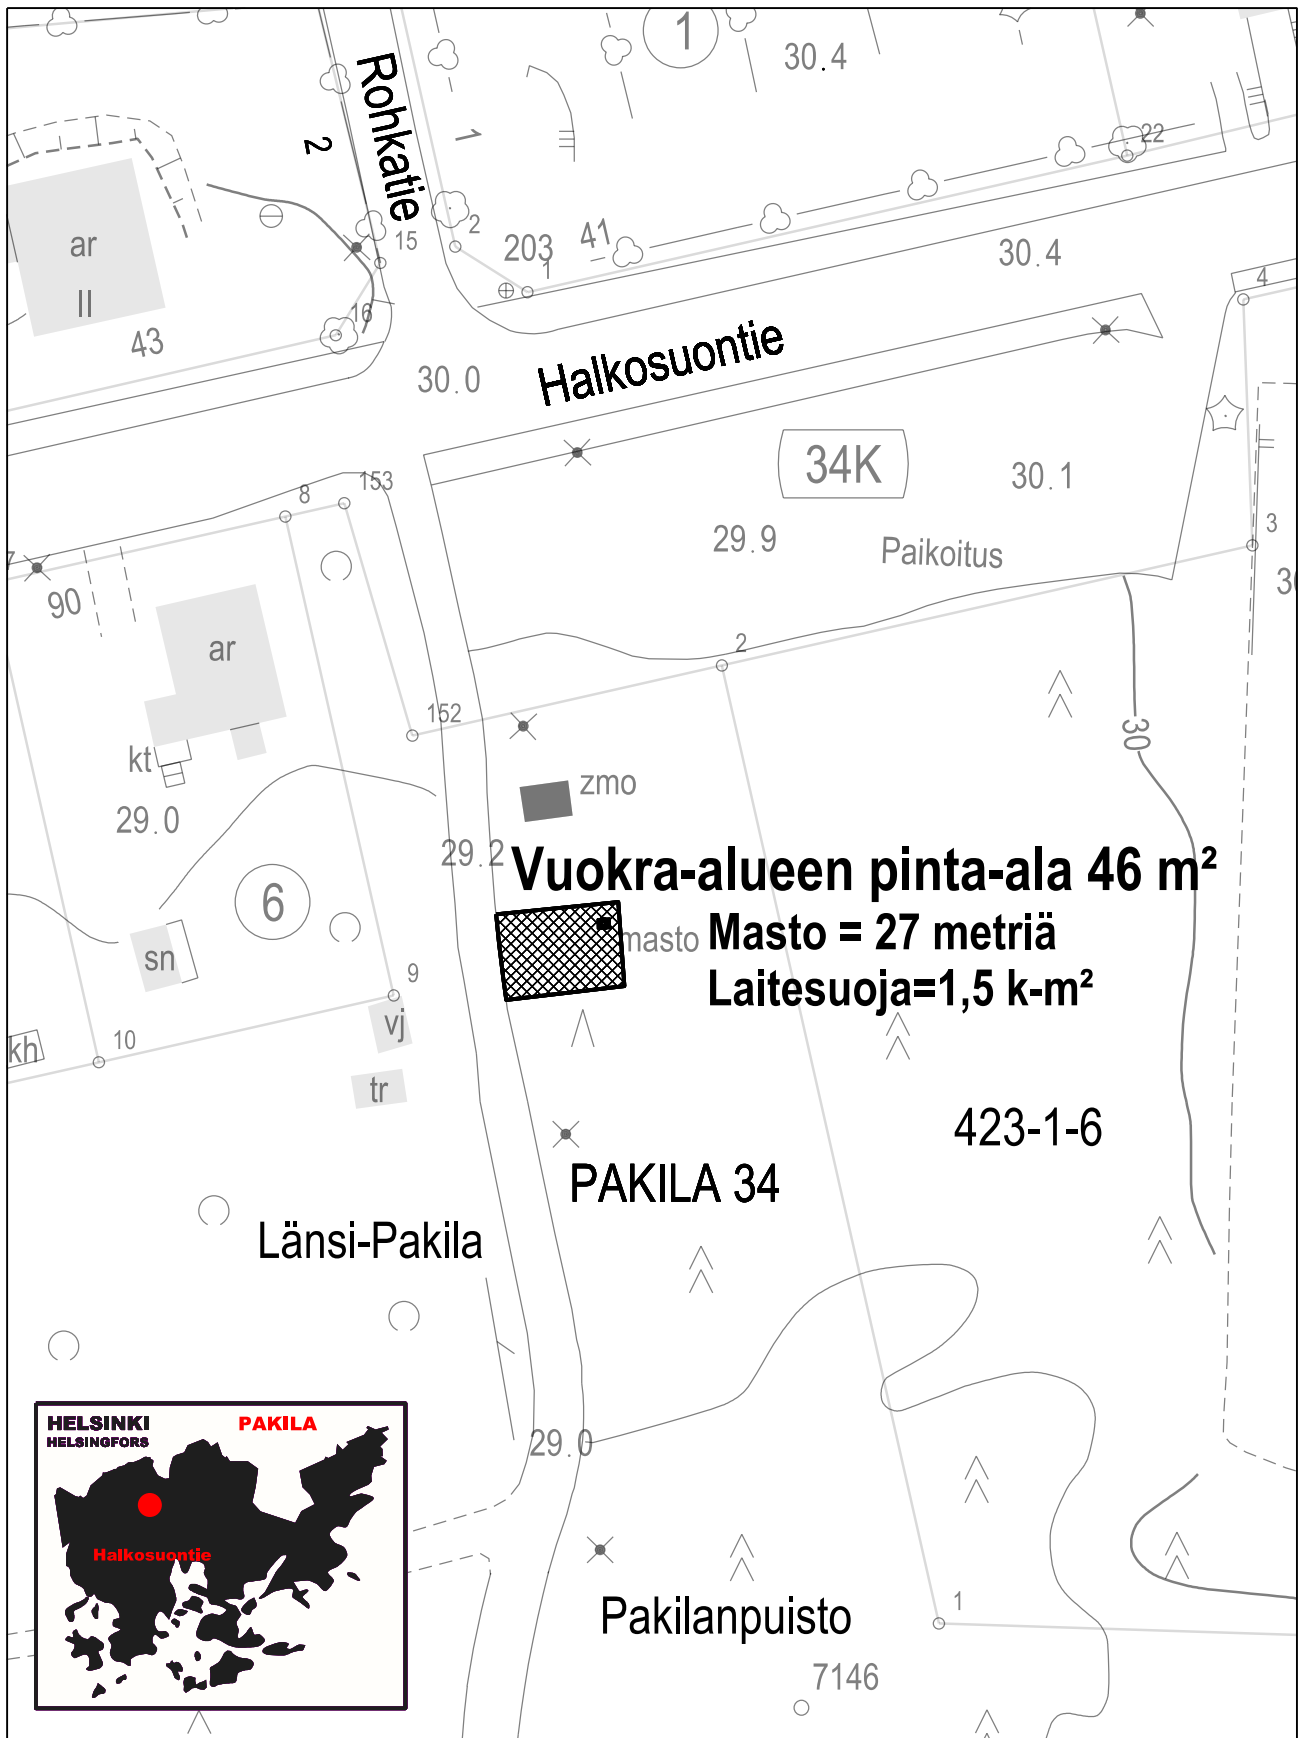 1
30.4
Rohkatie
2
1
22
ar
II
43
15
16
2
203
41
1
30.4
4
30.0
Halkosuontie
34K
30.1
29.9
Paikoitus
3
8
153
7
90
ar
kt
29.0
152
2
30
zmo
29.2
Vuokra-alueen pinta-ala 46 m²
masto
Masto = 27 metriä
Laitesuoja=1,5 k-m²
6
sn
9
vj
10
kh
tr
423-1-6
PAKILA 34
Länsi-Pakila
29.0
HELSINKI
HELSINGFORS
PAKILA
Halkosuontie
Pakilanpuisto
1
7146